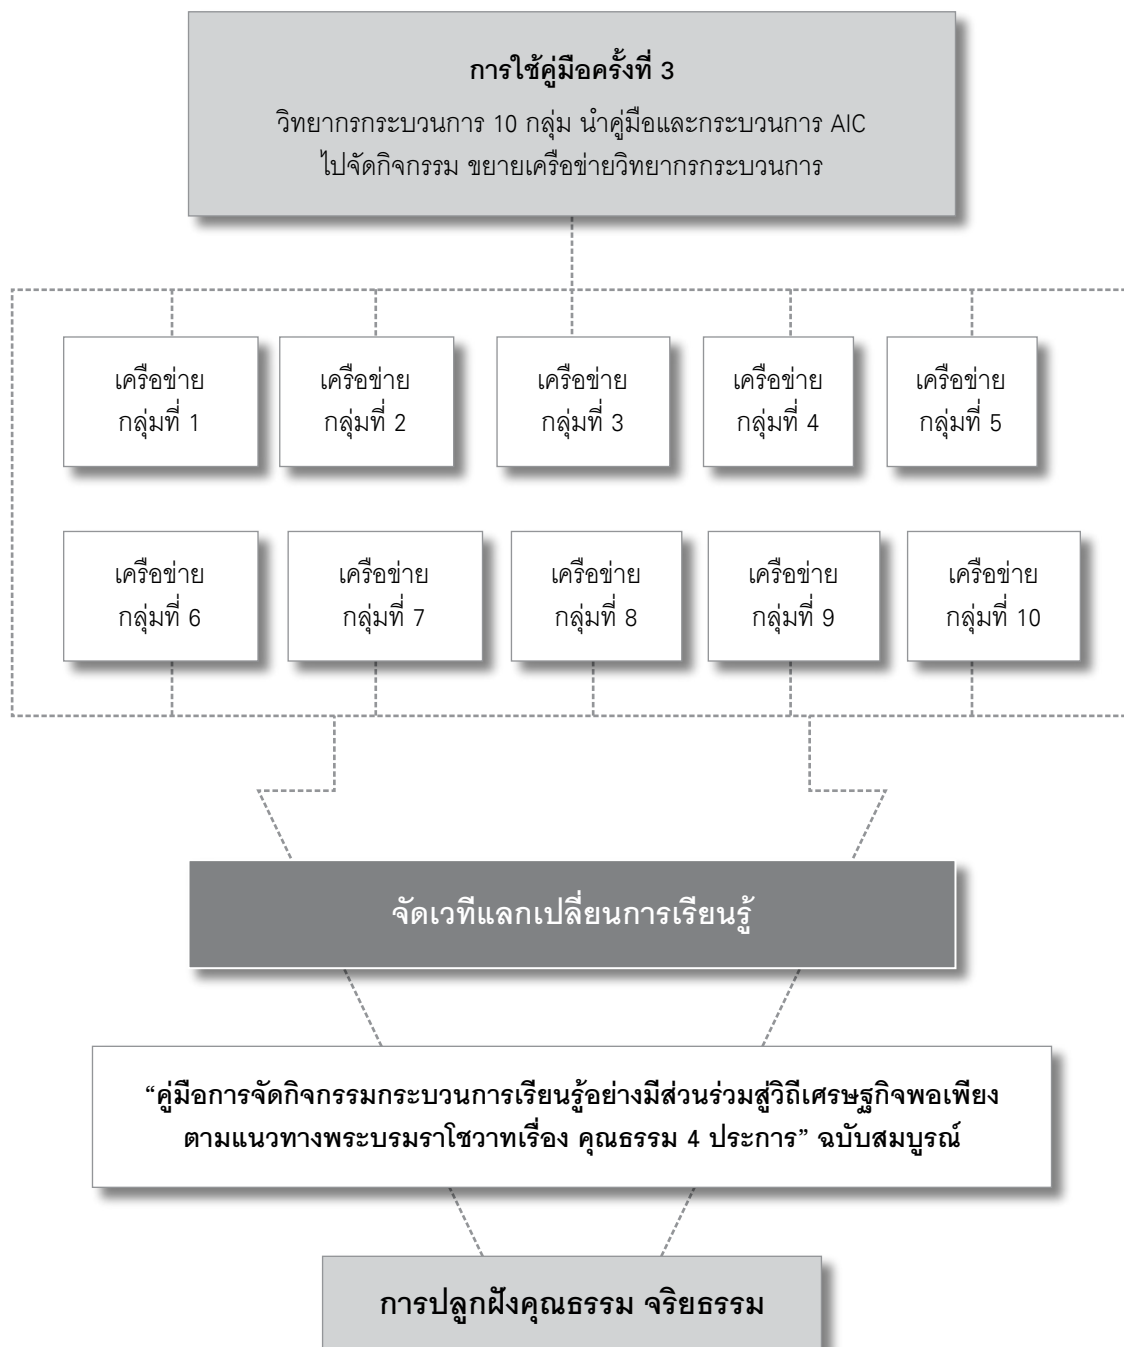 การใช้คู่มือครั้งที่ 3
วิทยากรกระบวนการ 10 กลุ่ม นำคู่มือและกระบวนการ AIC
ไปจัดกิจกรรม ขยายเครือข่ายวิทยากรกระบวนการ
เครือข่าย
กลุ่มที่ 1
เครือข่าย
กลุ่มที่ 2
เครือข่าย
กลุ่มที่ 3
เครือข่าย
กลุ่มที่ 4
เครือข่าย
กลุ่มที่ 5
เครือข่าย
กลุ่มที่ 6
เครือข่าย
กลุ่มที่ 7
เครือข่าย
กลุ่มที่ 8
เครือข่าย
กลุ่มที่ 9
เครือข่าย
กลุ่มที่ 10
จัดเวทีแลกเปลี่ยนการเรียนรู้
“คู่มือการจัดกิจกรรมกระบวนการเรียนรู้อย่างมีส่วนร่วมสู่วิถีเศรษฐกิจพอเพียง
ตามแนวทางพระบรมราโชวาทเรื่อง คุณธรรม 4 ประการ” ฉบับสมบูรณ์
การปลูกฝังคุณธรรม จริยธรรม